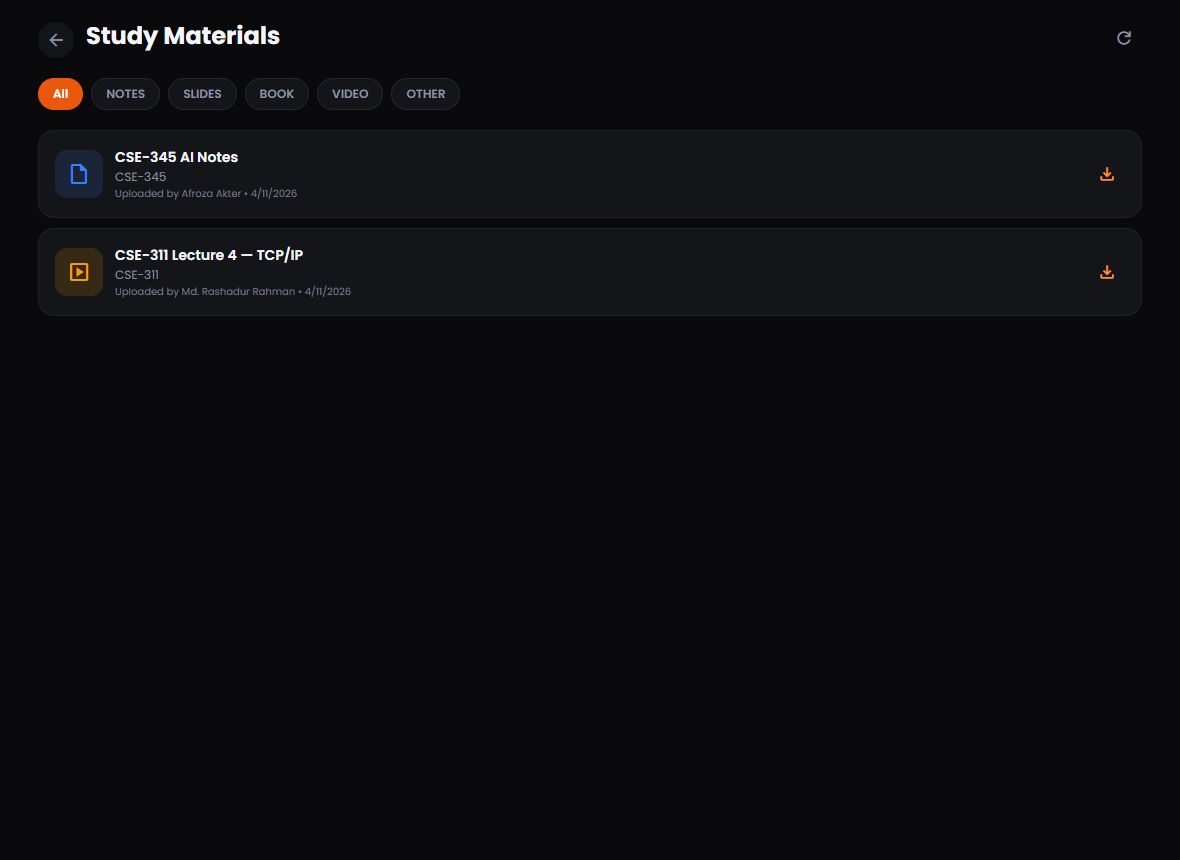 Study Materials
All NOTES SLIDES BOOK VIDEO OTHER
CSE-345 AI Notes
CSE-345
Uploaded by Afroza Akter • 4/11/2026
CSE-311 Lecture 4 — TCP/IP
CSE-311
Uploaded by Md. Rashadur Rahman • 4/11/2026